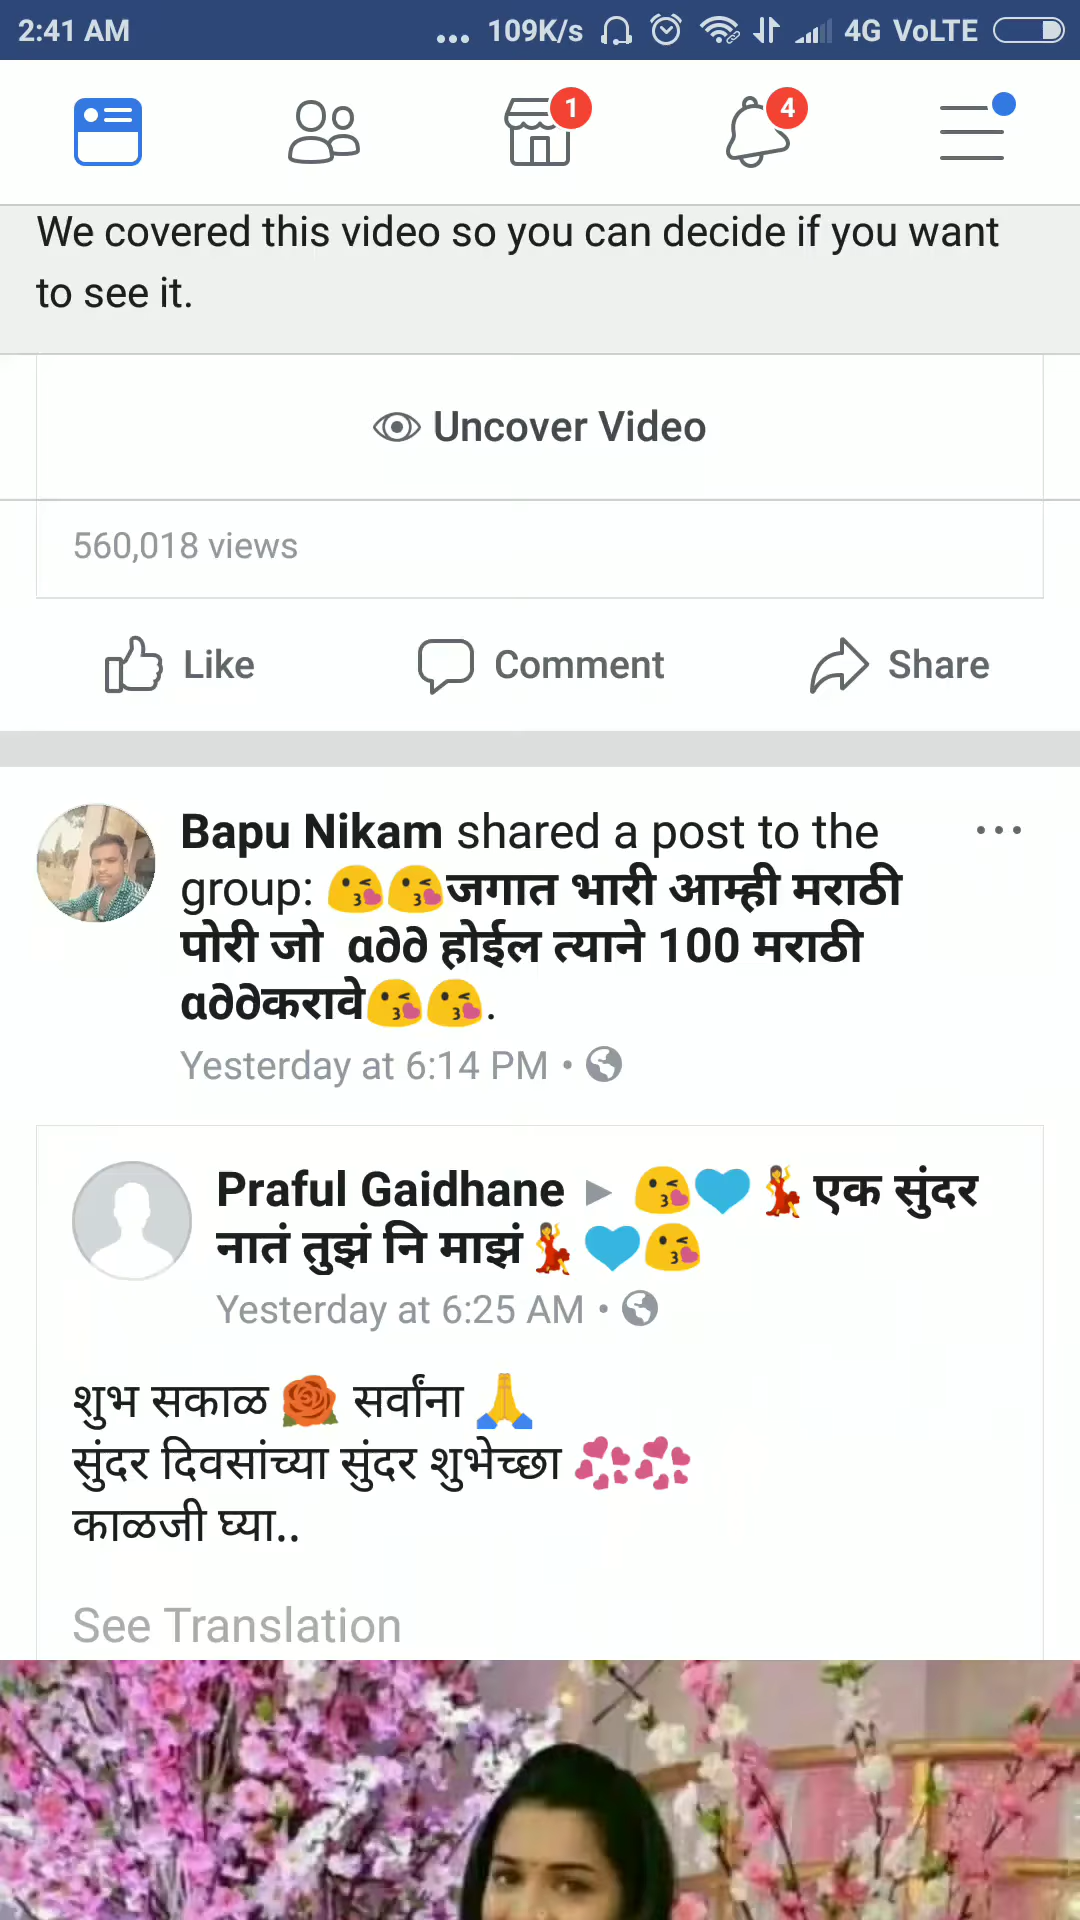 2:41 AM ... 109K/s 4G VoLTE
1 4
We covered this video so you can decide if you want
to see it.
Uncover Video
560,018 views
Like Comment Share
Bapu Nikam shared a post to the
group: 😘😘जगात भारी आम्ही मराठी
पोरी जो α∂∂ होईल त्याने 100 मराठी
α∂∂करावे😘😘.
Yesterday at 6:14 PM •
Praful Gaidhane ▶ 😘💙💃एक सुंदर
नातं तुझं नि माझं💃💙😘
Yesterday at 6:25 AM •
शुभ सकाळ 🌹 सर्वांना 🙏
सुंदर दिवसांच्या सुंदर शुभेच्छा 💞💞
काळजी घ्या..
See Translation